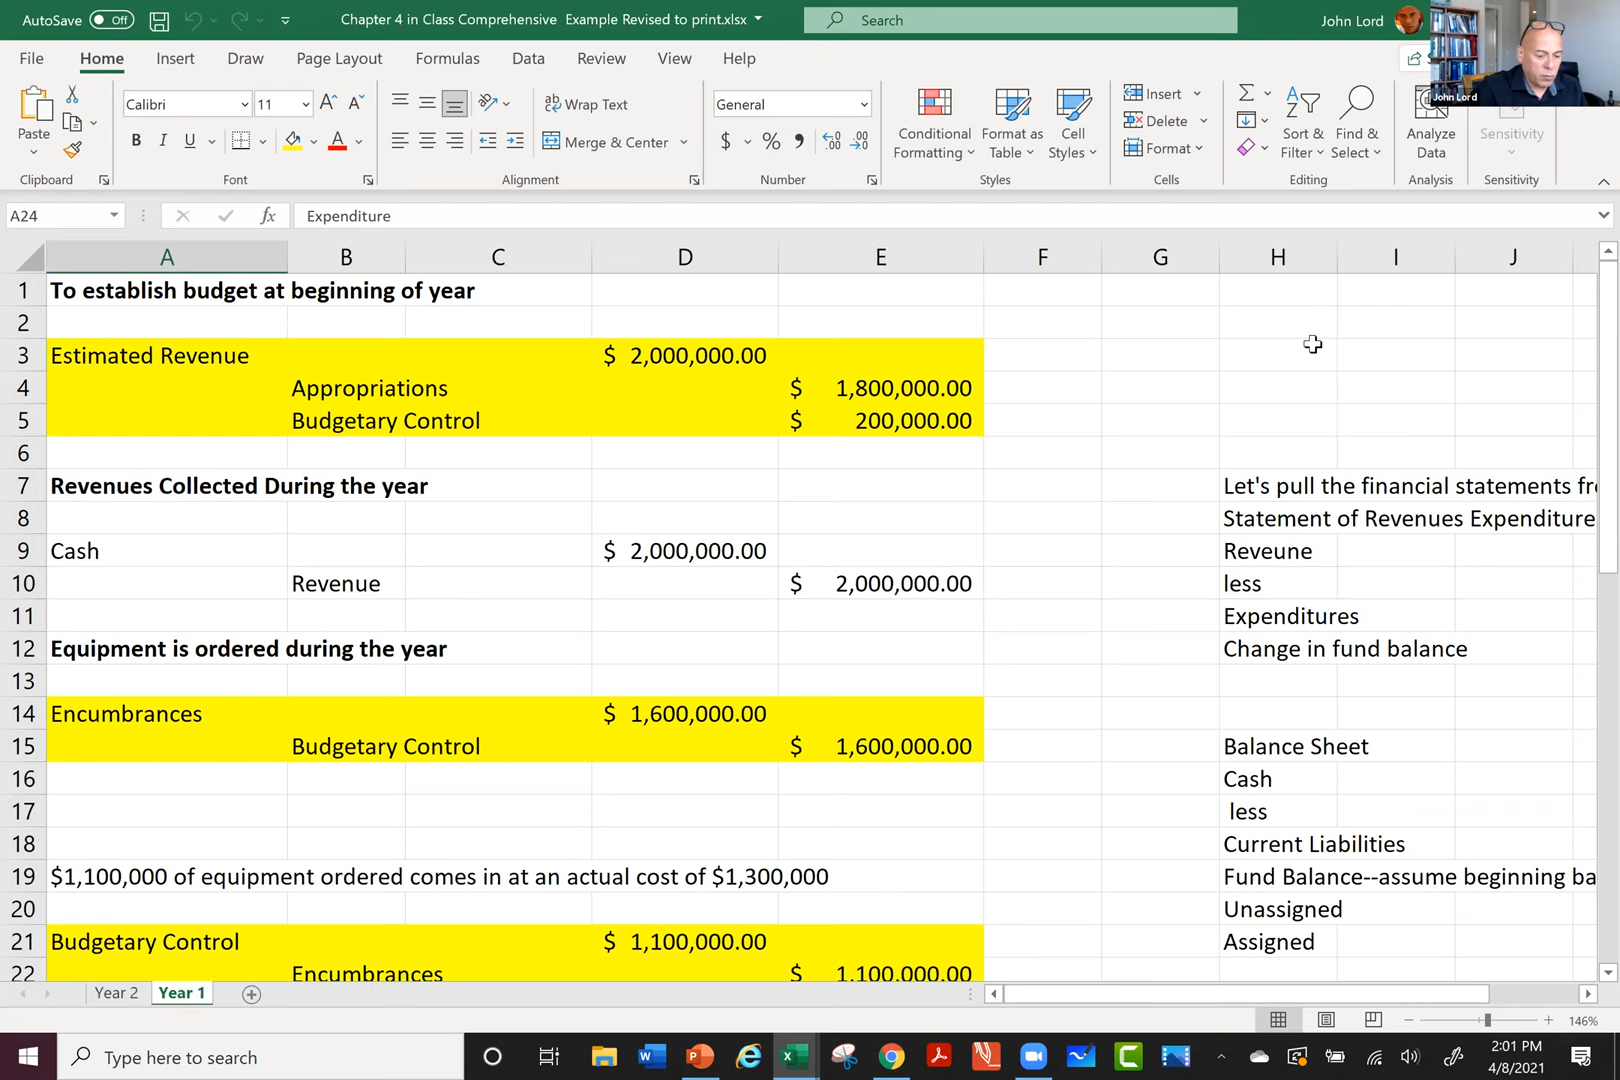 AutoSave Off Chapter 4 in Class Comprehensive Example Revised to print.xlsx Search John Lord
File Home Insert Draw Page Layout Formulas Data Review View Help
John Lord
Calibri 11 Wrap Text General Insert
Paste B I U Merge & Center $ % Conditional Formatting Format as Table Cell Styles Delete Format Sort & Filter Find & Select Analyze Data Sensitivity
Clipboard Font Alignment Number Styles Cells Editing Analysis Sensitivity
A24 fx Expenditure
A B C D E F G H I J
1 To establish budget at beginning of year
2
3 Estimated Revenue $ 2,000,000.00
4 Appropriations $ 1,800,000.00
5 Budgetary Control $ 200,000.00
6
7 Revenues Collected During the year Let's pull the financial statements fr
8 Statement of Revenues Expenditure
9 Cash $ 2,000,000.00 Reveune
10 Revenue $ 2,000,000.00 less
11 Expenditures
12 Equipment is ordered during the year Change in fund balance
13
14 Encumbrances $ 1,600,000.00
15 Budgetary Control $ 1,600,000.00 Balance Sheet
16 Cash
17 less
18 Current Liabilities
19 $1,100,000 of equipment ordered comes in at an actual cost of $1,300,000 Fund Balance--assume beginning ba
20 Unassigned
21 Budgetary Control $ 1,100,000.00 Assigned
22 Encumbrances $ 1,100,000.00
Year 2 Year 1
146%
Type here to search 2:01 PM
4/8/2021